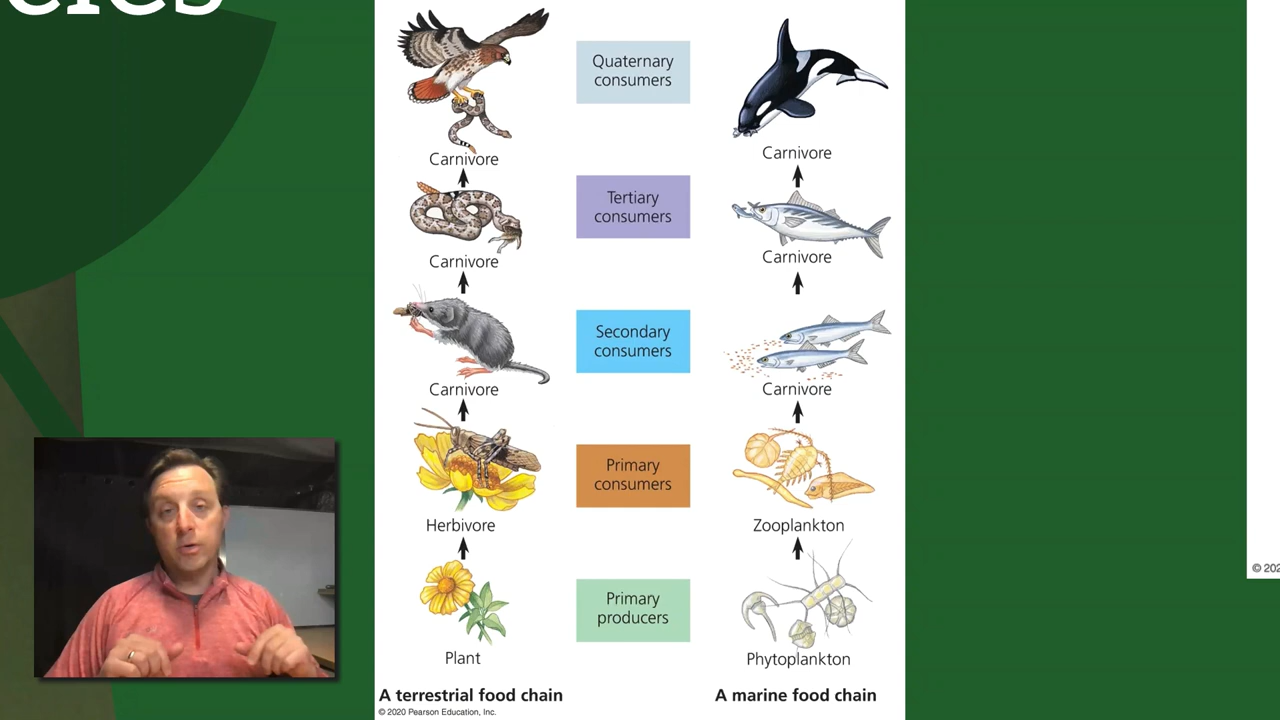 Quaternary
consumers
Carnivore
Carnivore
Tertiary
consumers
Carnivore
Carnivore
Secondary
consumers
Carnivore
Carnivore
Primary
consumers
Herbivore
Zooplankton
Primary
producers
Plant
Phytoplankton
A terrestrial food chain
A marine food chain
© 2020 Pearson Education, Inc.